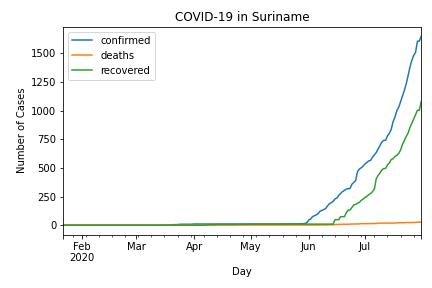 COVID-19 in Suriname
confirmed
deaths
recovered
Number of Cases
1500
1250
1000
750
500
250
0
Feb
2020
Mar
Apr
May
Jun
Jul
Day